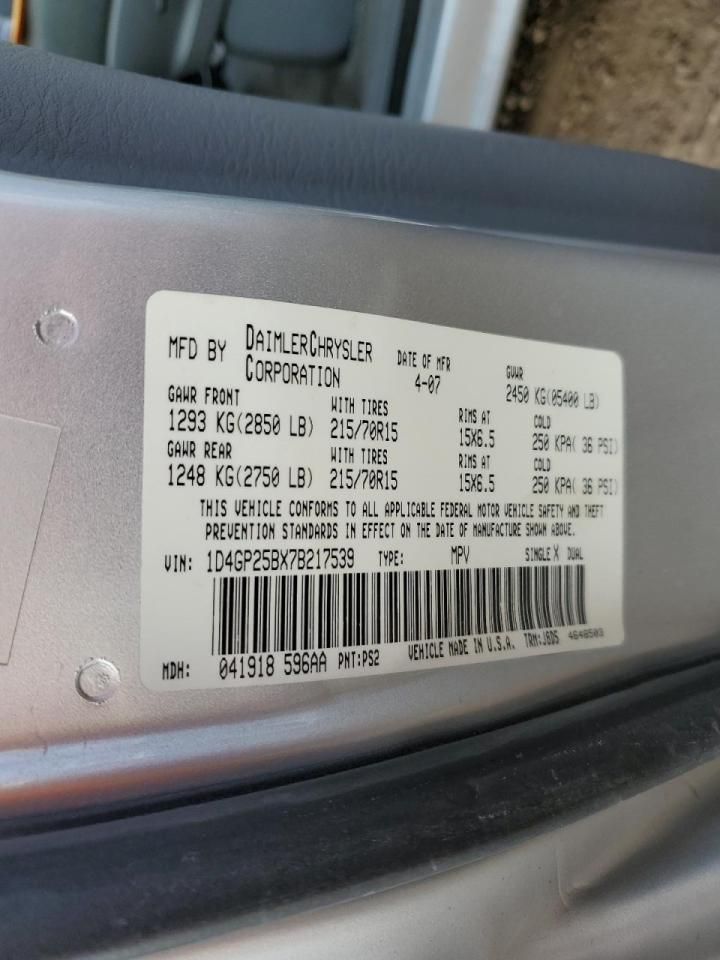 MFD BY DAIMLERCHRYSLER CORPORATION DATE OF MFR 4-07 GVWR 2450 KG(05400 LB)
GAWR FRONT WITH TIRES RIMS AT COLD
1293 KG(2850 LB) 215/70R15 15X6.5 250 KPA( 36 PSI)
GAWR REAR WITH TIRES RIMS AT COLD
1248 KG(2750 LB) 215/70R15 15X6.5 250 KPA( 36 PSI)
THIS VEHICLE CONFORMS TO ALL APPLICABLE FEDERAL MOTOR VEHICLE SAFETY AND THEFT
PREVENTION STANDARDS IN EFFECT ON THE DATE OF MANUFACTURE SHOWN ABOVE.
VIN: 1D4GP25BX7B217539 TYPE: MPV SINGLE X DUAL
MDH: 041918 596AA PNT:PS2 VEHICLE MADE IN U.S.A. TRM:J6D5 4648503